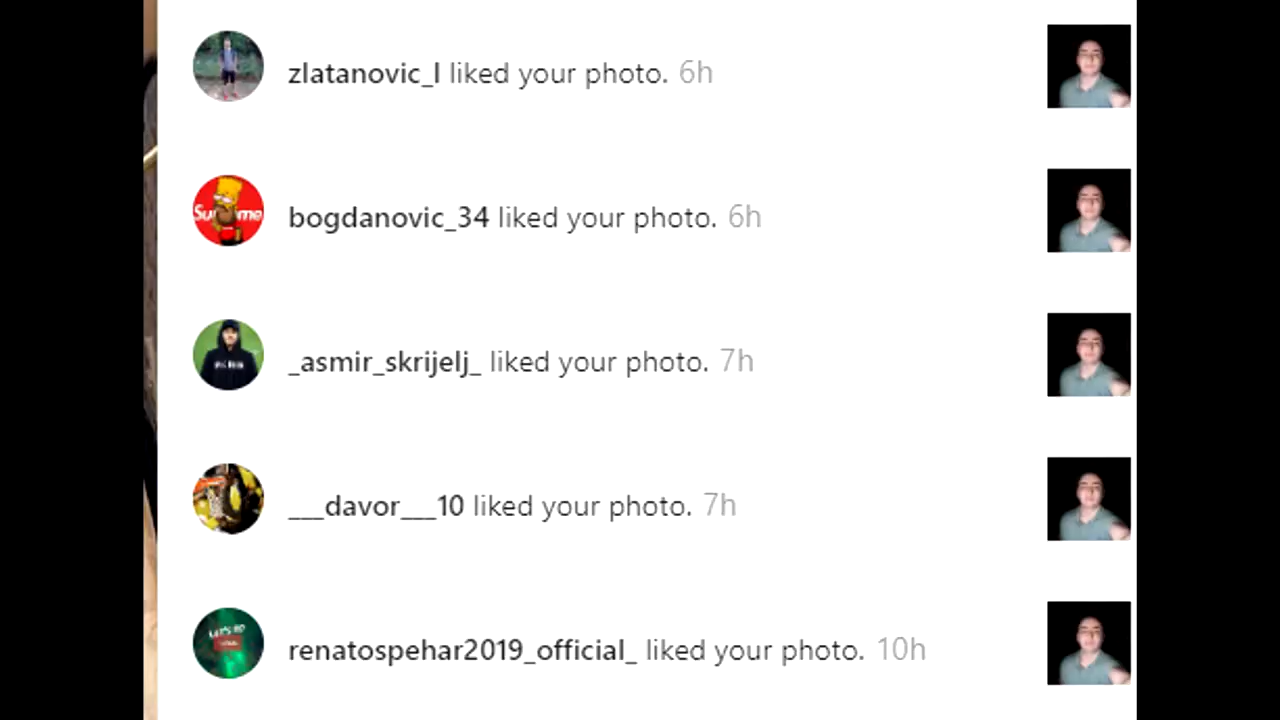 zlatanovic_l liked your photo. 6h
bogdanovic_34 liked your photo. 6h
_asmir_skrijelj_ liked your photo. 7h
___davor___10 liked your photo. 7h
renatospehar2019_official_ liked your photo. 10h